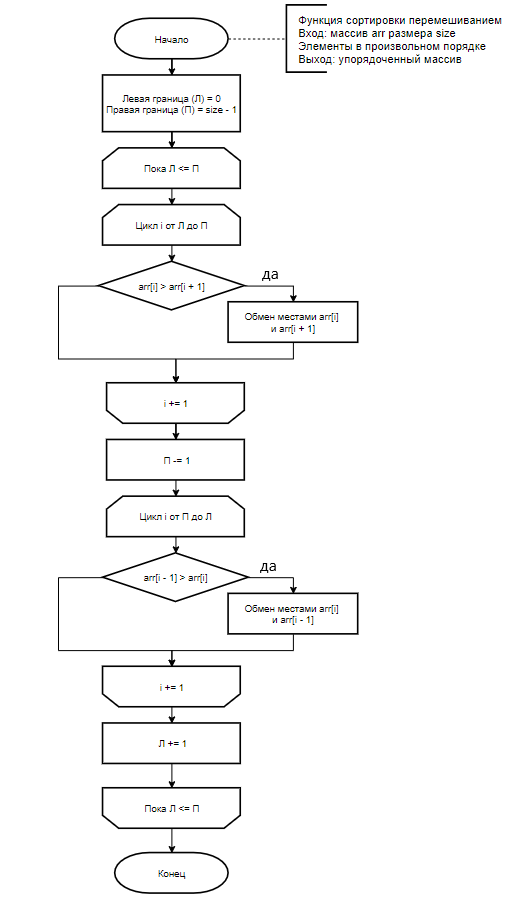 Начало
Функция сортировки перемешиванием
Вход: массив arr размера size
Элементы в произвольном порядке
Выход: упорядоченный массив
Левая граница (Л) = 0
Правая граница (П) = size - 1
Пока Л <= П
Цикл i от Л до П
arr[i] > arr[i + 1]
да
Обмен местами arr[i]
и arr[i + 1]
i += 1
П -= 1
Цикл i от П до Л
arr[i - 1] > arr[i]
да
Обмен местами arr[i]
и arr[i - 1]
i += 1
Л += 1
Пока Л <= П
Конец